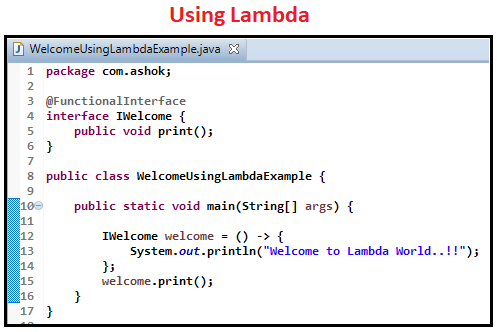 Using Lambda
WelcomeUsingLambdaExample.java
1 package com.ashok;
2
3 @FunctionalInterface
4 interface IWelcome {
5     public void print();
6 }
7
8 public class WelcomeUsingLambdaExample {
9
10     public static void main(String[] args) {
11
12         IWelcome welcome = () -> {
13             System.out.println("Welcome to Lambda World..!!");
14         };
15         welcome.print();
16     }
17 }
18